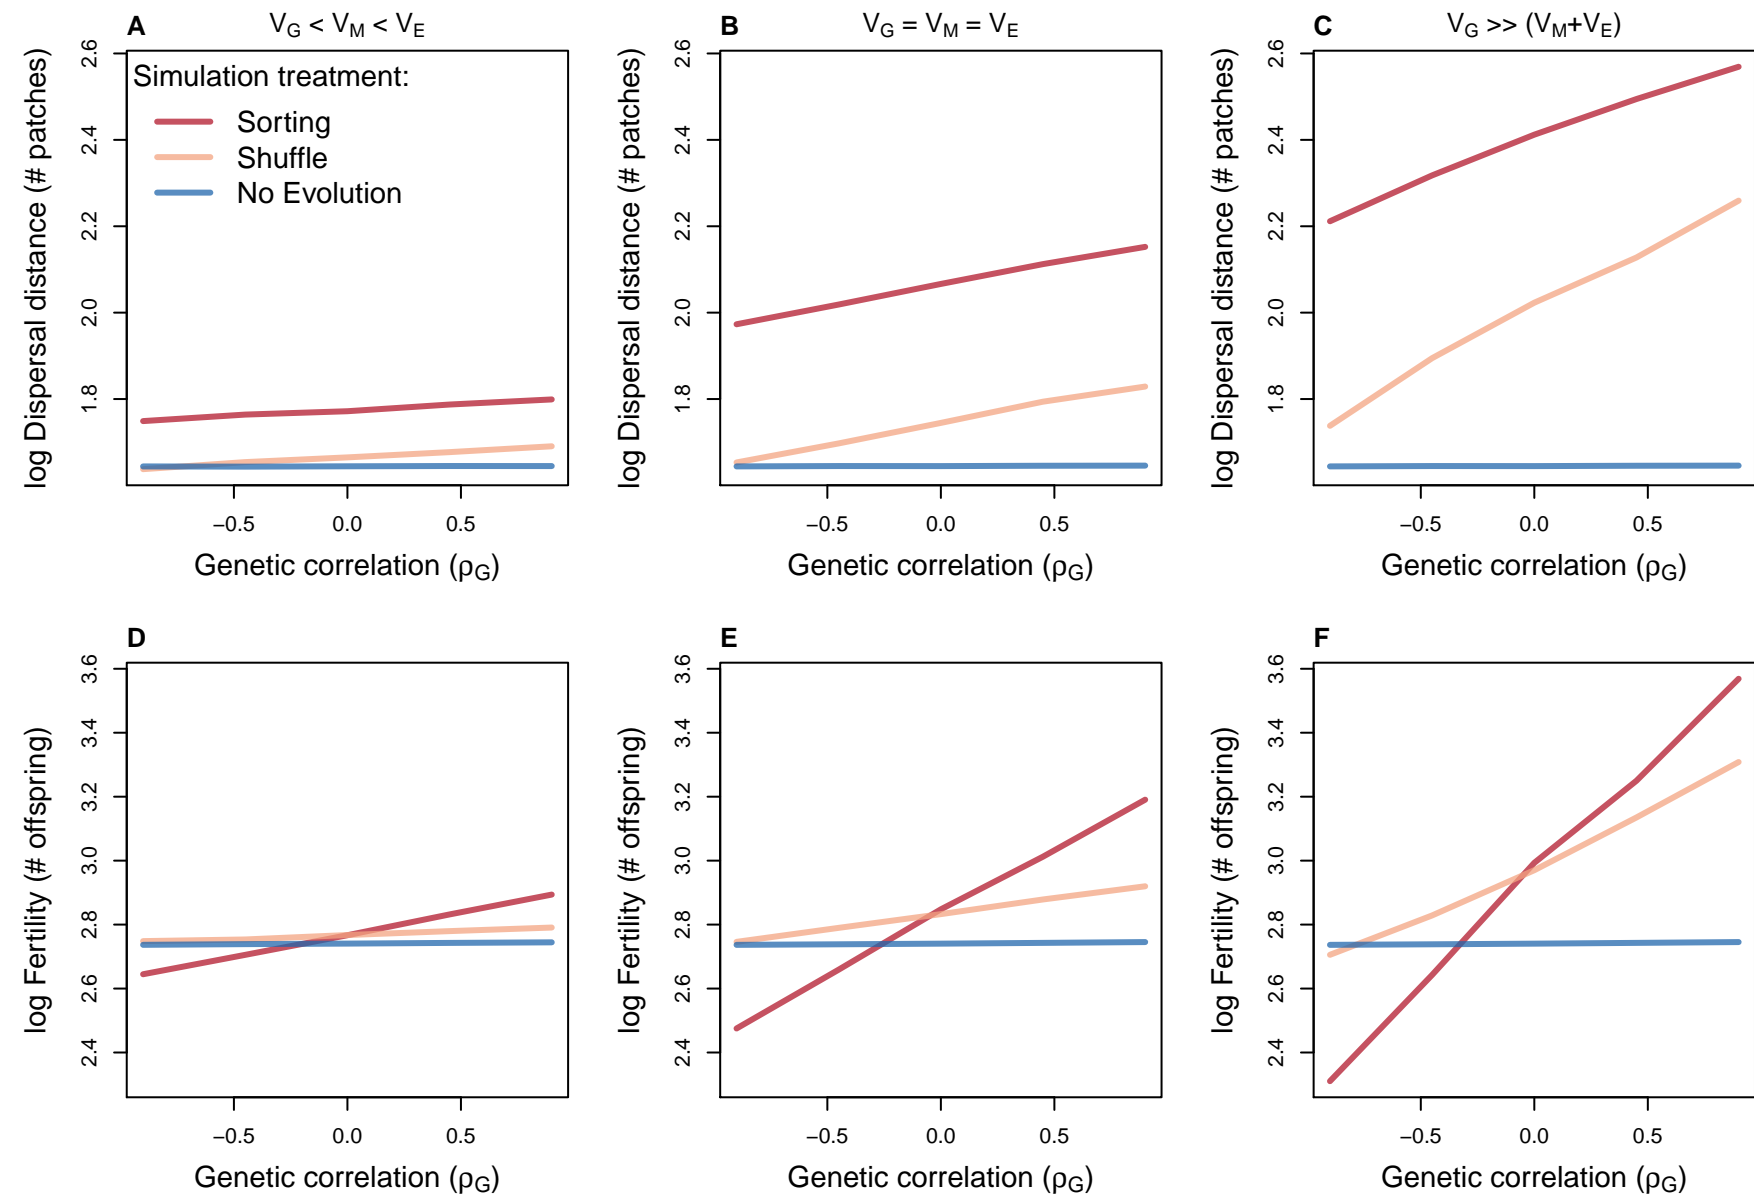 A
V_G < V_M < V_E
B
V_G = V_M = V_E
C
V_G >> (V_M+V_E)
Simulation treatment:
Sorting
Shuffle
No Evolution
log Dispersal distance (# patches)
1.8 2.0 2.2 2.4 2.6
−0.5 0.0 0.5
Genetic correlation (ρ_G)
log Dispersal distance (# patches)
1.8 2.0 2.2 2.4 2.6
−0.5 0.0 0.5
Genetic correlation (ρ_G)
log Dispersal distance (# patches)
1.8 2.0 2.2 2.4 2.6
−0.5 0.0 0.5
Genetic correlation (ρ_G)
D
log Fertility (# offspring)
2.4 2.6 2.8 3.0 3.2 3.4 3.6
−0.5 0.0 0.5
Genetic correlation (ρ_G)
E
log Fertility (# offspring)
2.4 2.6 2.8 3.0 3.2 3.4 3.6
−0.5 0.0 0.5
Genetic correlation (ρ_G)
F
log Fertility (# offspring)
2.4 2.6 2.8 3.0 3.2 3.4 3.6
−0.5 0.0 0.5
Genetic correlation (ρ_G)